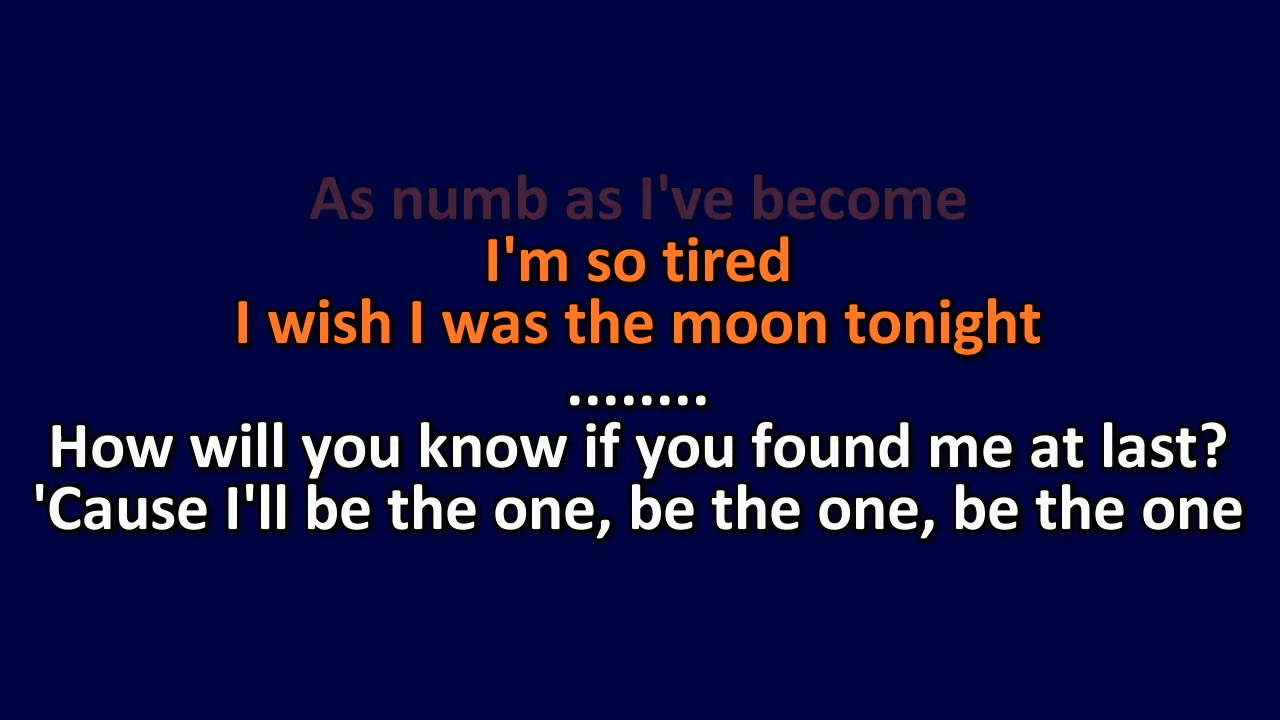 As numb as I've become
I'm so tired
I wish I was the moon tonight
........
How will you know if you found me at last?
'Cause I'll be the one, be the one, be the one